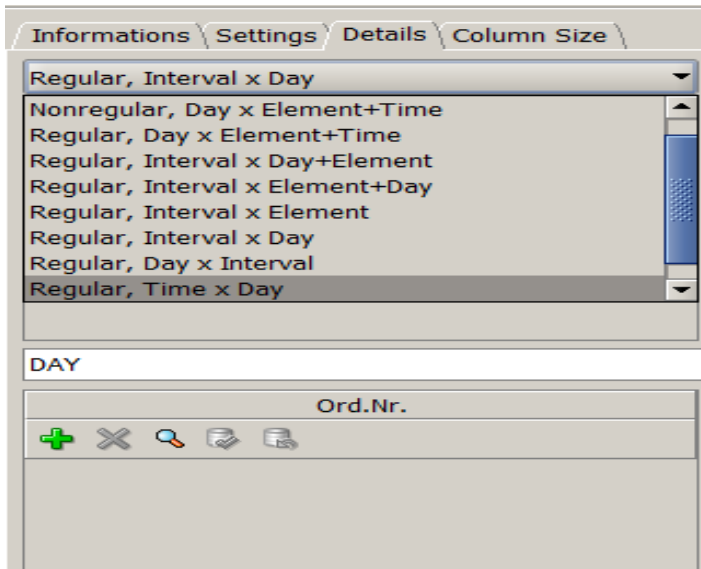 Informations Settings Details Column Size
Regular, Interval x Day
Nonregular, Day x Element+Time
Regular, Day x Element+Time
Regular, Interval x Day+Element
Regular, Interval x Element+Day
Regular, Interval x Element
Regular, Interval x Day
Regular, Day x Interval
Regular, Time x Day
DAY
Ord.Nr.